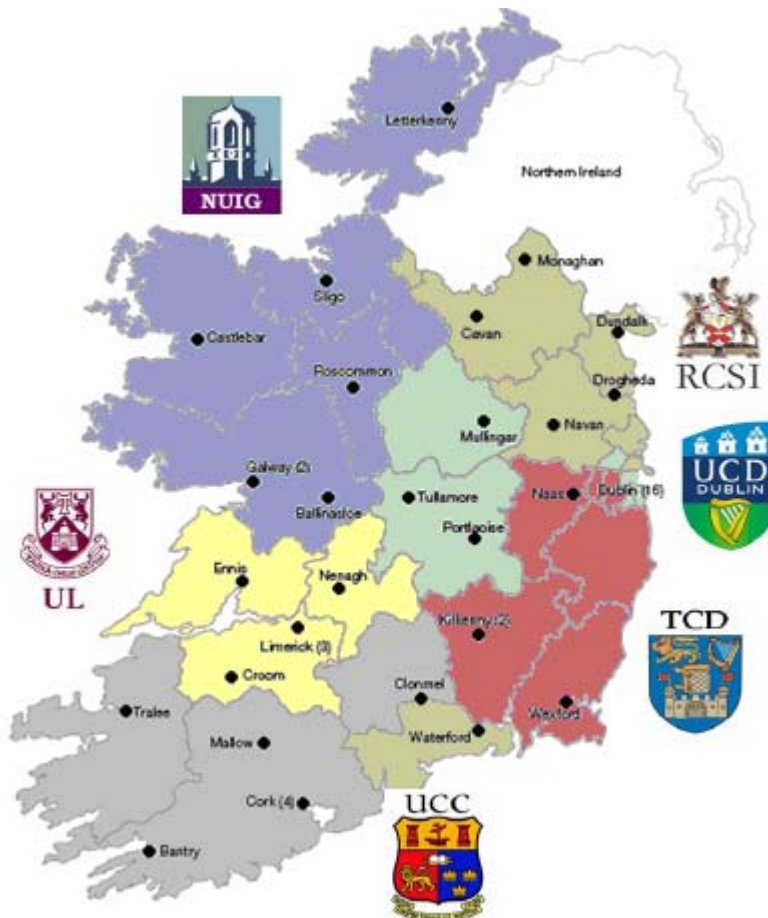 Letterkenny
NUIG
Northern Ireland
Monaghan
Sligo
Cavan
Dundalk
Castlebar
RCSI
Roscommon
Drogheda
Mullingar
Navan
UCD
DUBLIN
Galway (2)
Naas
Dublin (16)
Ballinasloe
Tullamore
Portlaoise
UL
Ennis
Nenagh
TCD
Kilkenny (2)
Limerick (3)
Croom
Clonmel
Wexford
Tralee
Waterford
Mallow
UCC
Cork (4)
Bantry